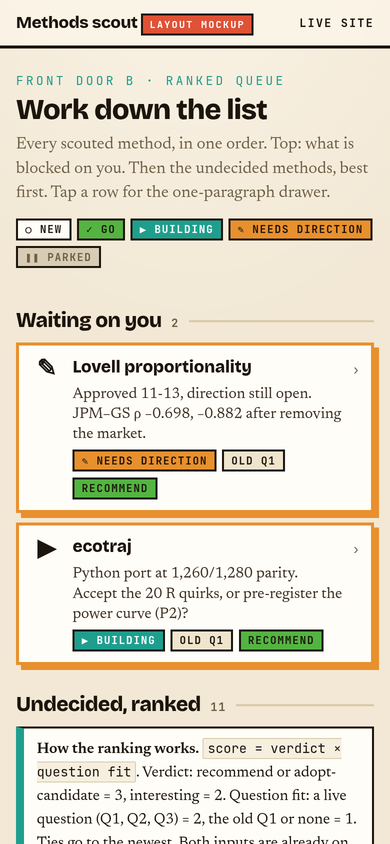 Methods scout LAYOUT MOCKUP LIVE SITE
FRONT DOOR B · RANKED QUEUE
Work down the list
Every scouted method, in one order. Top: what is
blocked on you. Then the undecided methods, best
first. Tap a row for the one-paragraph drawer.
○ NEW ✓ GO ▶ BUILDING ✎ NEEDS DIRECTION
❚❚ PARKED
Waiting on you 2
✎ Lovell proportionality ›
Approved 11-13, direction still open.
JPM–GS ρ −0.698, −0.882 after removing
the market.
✎ NEEDS DIRECTION OLD Q1
RECOMMEND
▶ ecotraj ›
Python port at 1,260/1,280 parity.
Accept the 20 R quirks, or pre-register the
power curve (P2)?
▶ BUILDING OLD Q1 RECOMMEND
Undecided, ranked 11
How the ranking works. score = verdict ×
question fit. Verdict: recommend or adopt-
candidate = 3, interesting = 2. Question fit: a live
question (Q1, Q2, Q3) = 2, the old Q1 or none = 1.
Ties go to the newest. Both inputs are already on